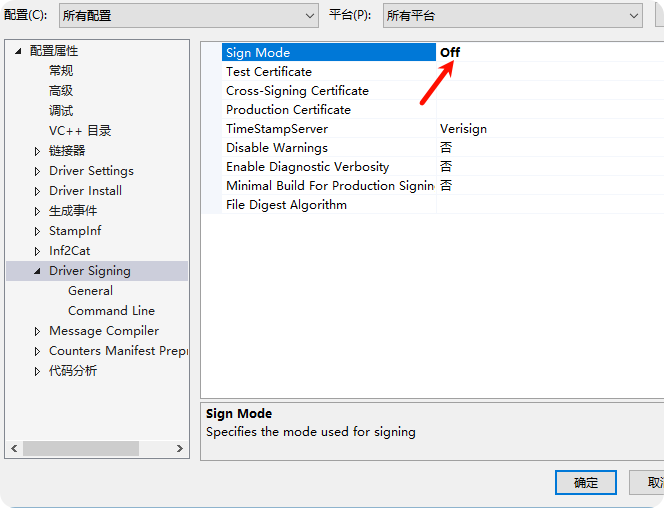 配置(C): 所有配置 平台(P): 所有平台
配置属性
常规
高级
调试
VC++ 目录
链接器
Driver Settings
Driver Install
生成事件
StampInf
Inf2Cat
Driver Signing
General
Command Line
Message Compiler
Counters Manifest Prepr
代码分析
Sign Mode Off
Test Certificate
Cross-Signing Certificate
Production Certificate
TimeStampServer Verisign
Disable Warnings 否
Enable Diagnostic Verbosity 否
Minimal Build For Production Signin 否
File Digest Algorithm
Sign Mode
Specifies the mode used for signing
确定 取消